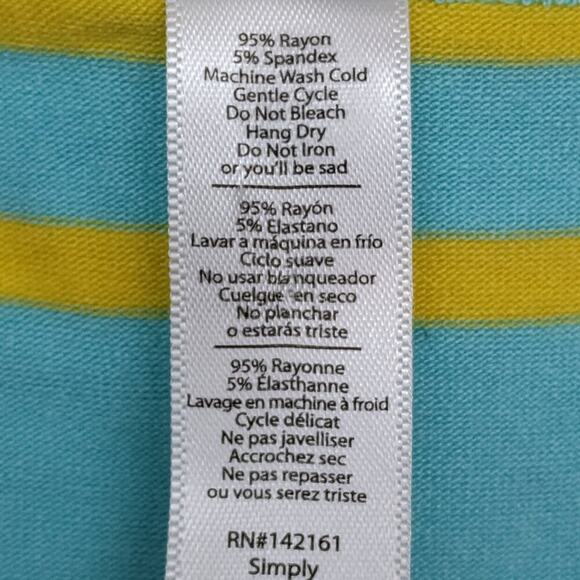 95% Rayon
5% Spandex
Machine Wash Cold
Gentle Cycle
Do Not Bleach
Hang Dry
Do Not Iron
or you'll be sad
95% Rayón
5% Elastano
Lavar a máquina en frío
Ciclo suave
No usar blanqueador
Cuelgue en seco
No planchar
o estarás triste
95% Rayonne
5% Élasthanne
Lavage en machine à froid
Cycle délicat
Ne pas javelliser
Accrochez sec
Ne pas repasser
ou vous serez triste
RN#142161
Simply